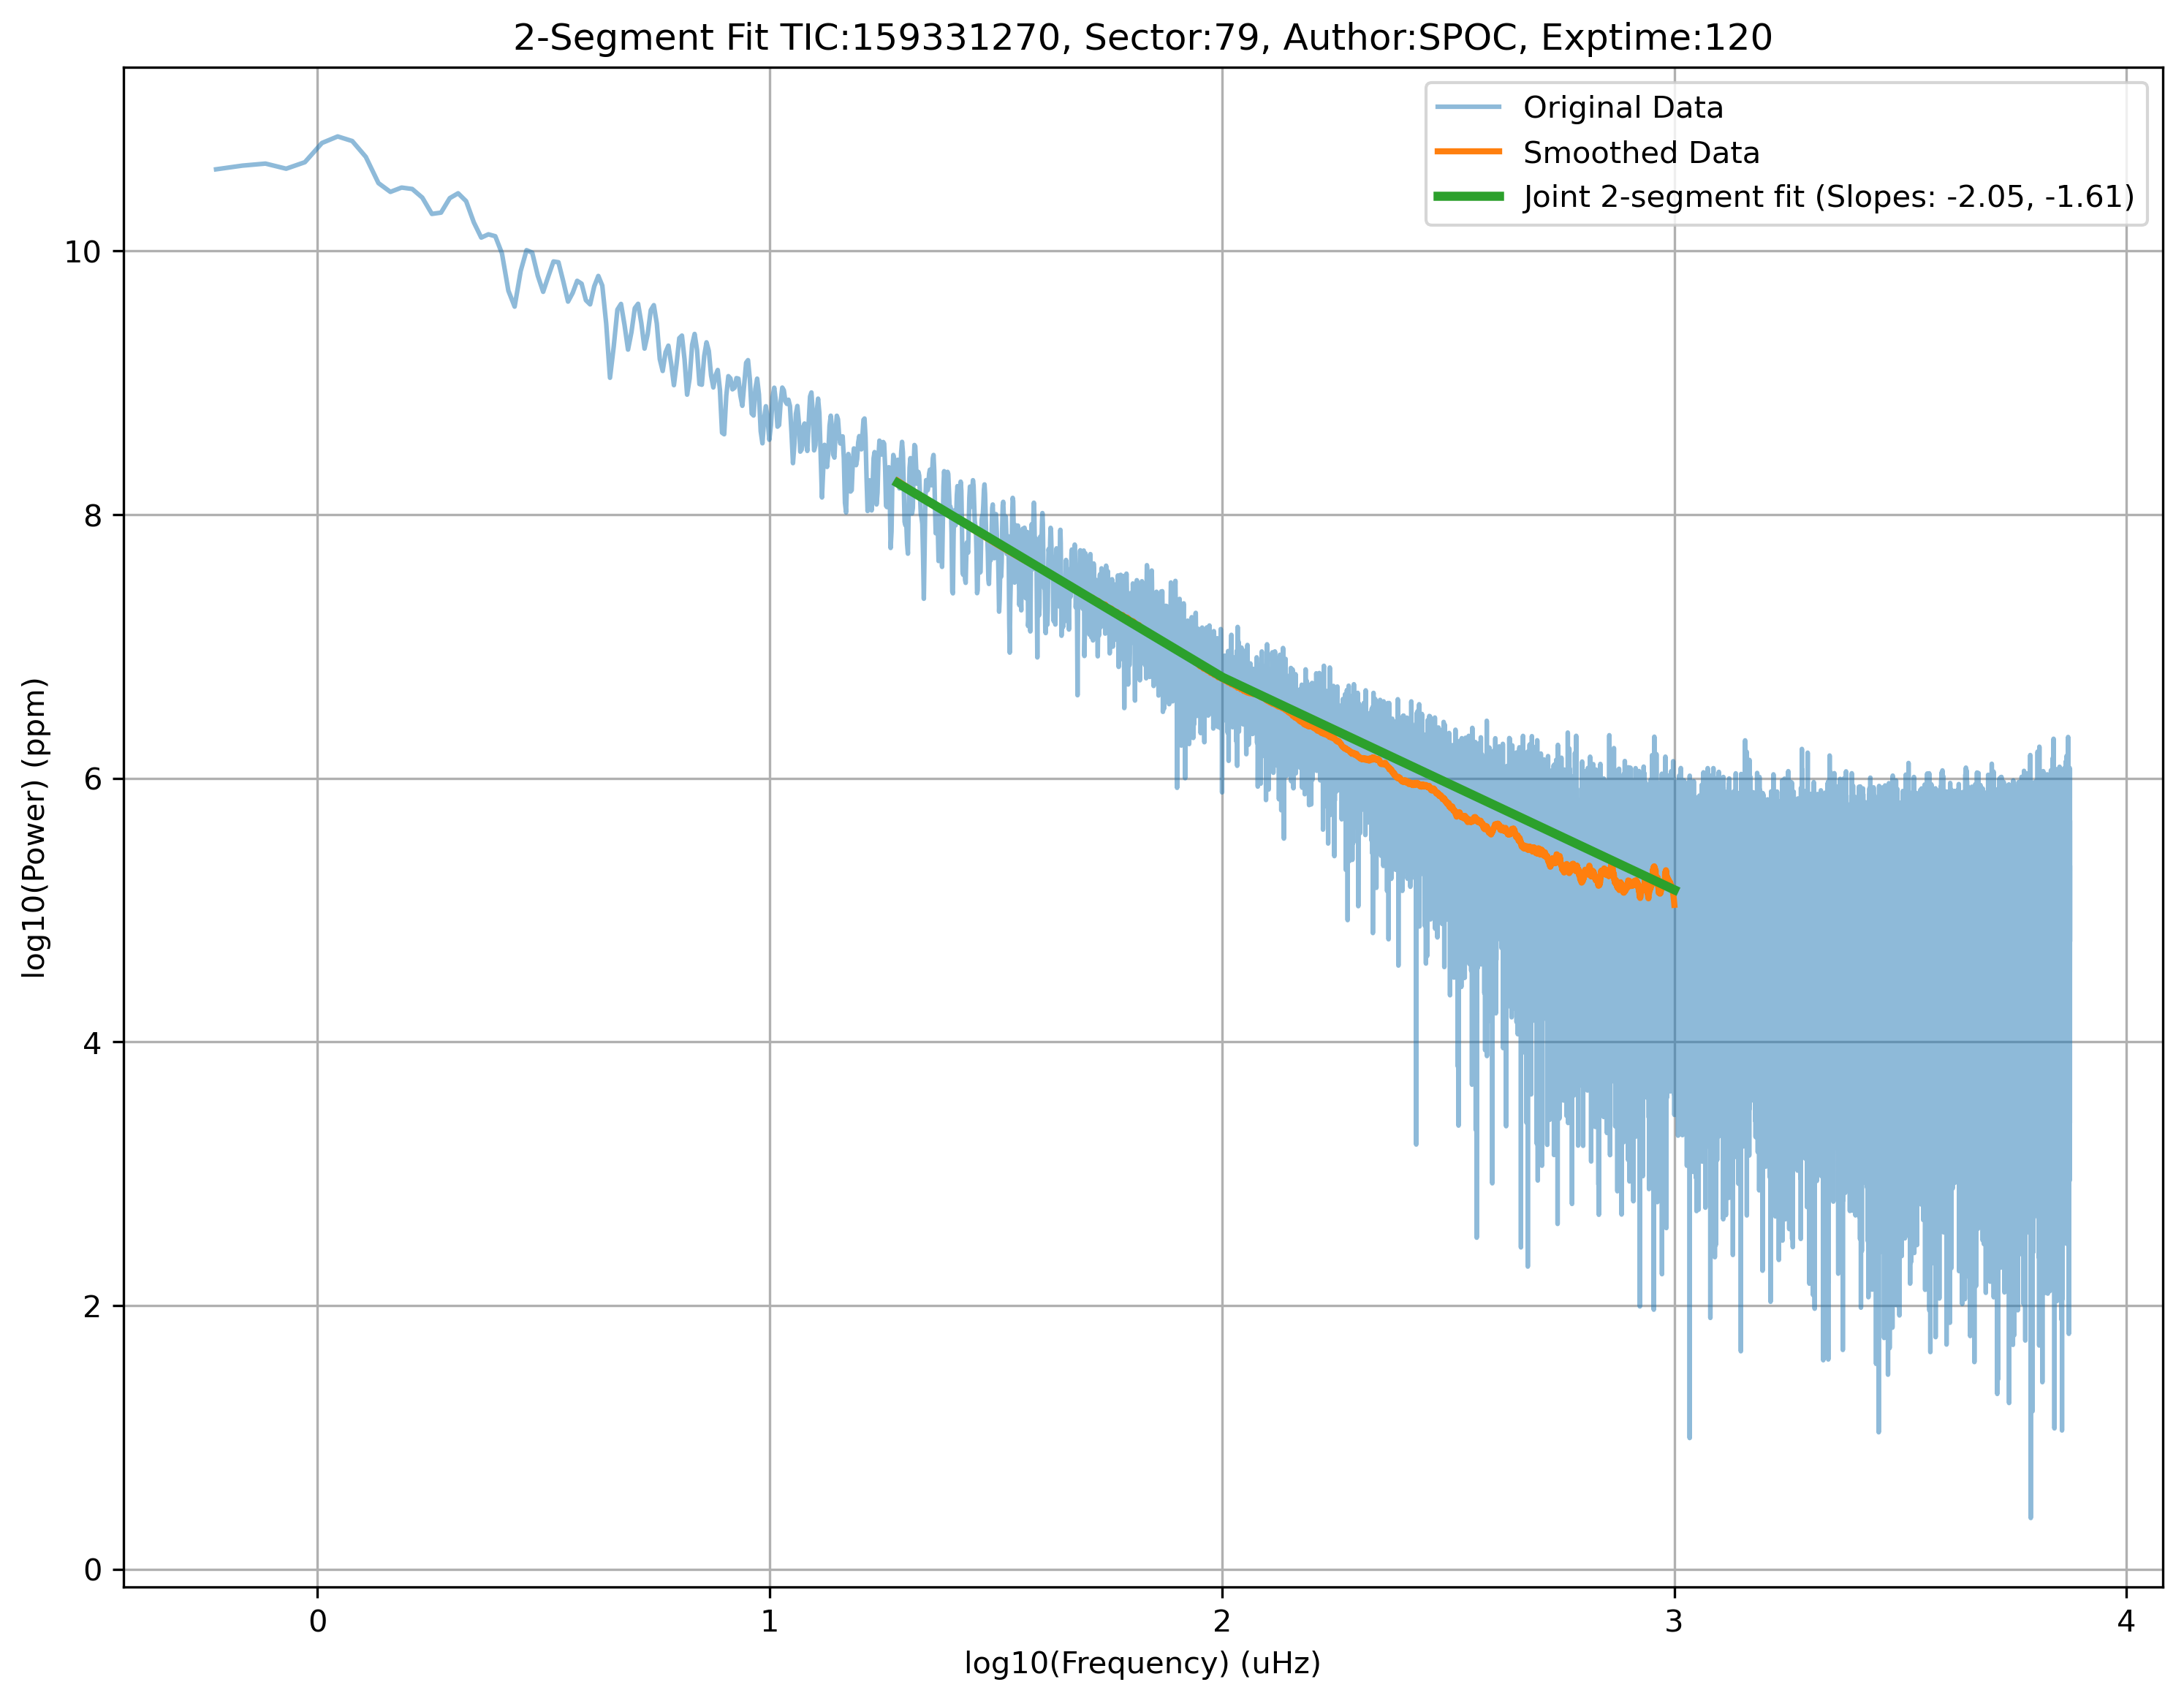 2-Segment Fit TIC:159331270, Sector:79, Author:SPOC, Exptime:120
Original Data
Smoothed Data
Joint 2-segment fit (Slopes: -2.05, -1.61)
10
8
6
4
2
0
log10(Power) (ppm)
0 1 2 3 4
log10(Frequency) (uHz)